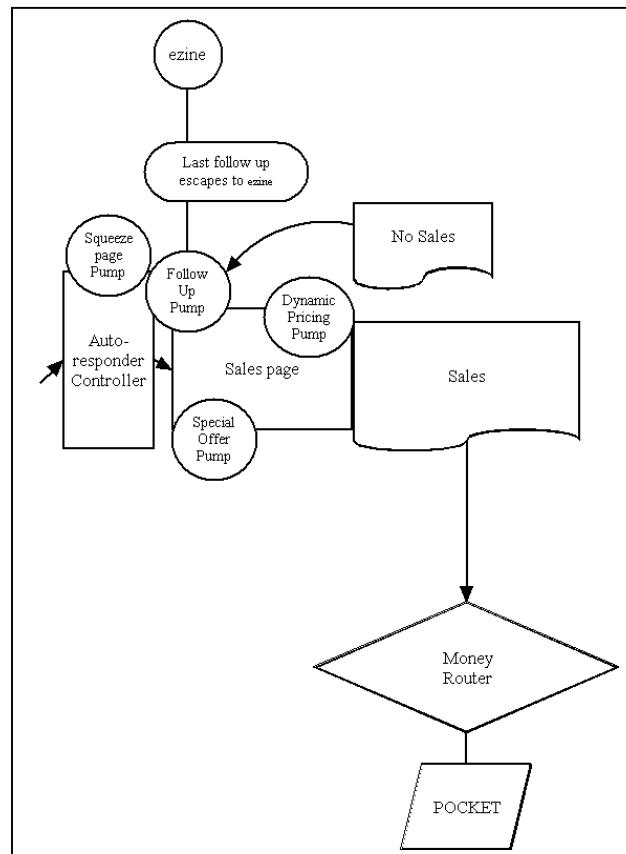 ezine
Last follow up
escapes to ezine
Squeeze
page
Pump
Follow
Up
Pump
No Sales
Dynamic
Pricing
Pump
Auto-
responder
Controller
Sales page
Sales
Special
Offer
Pump
Money
Router
POCKET